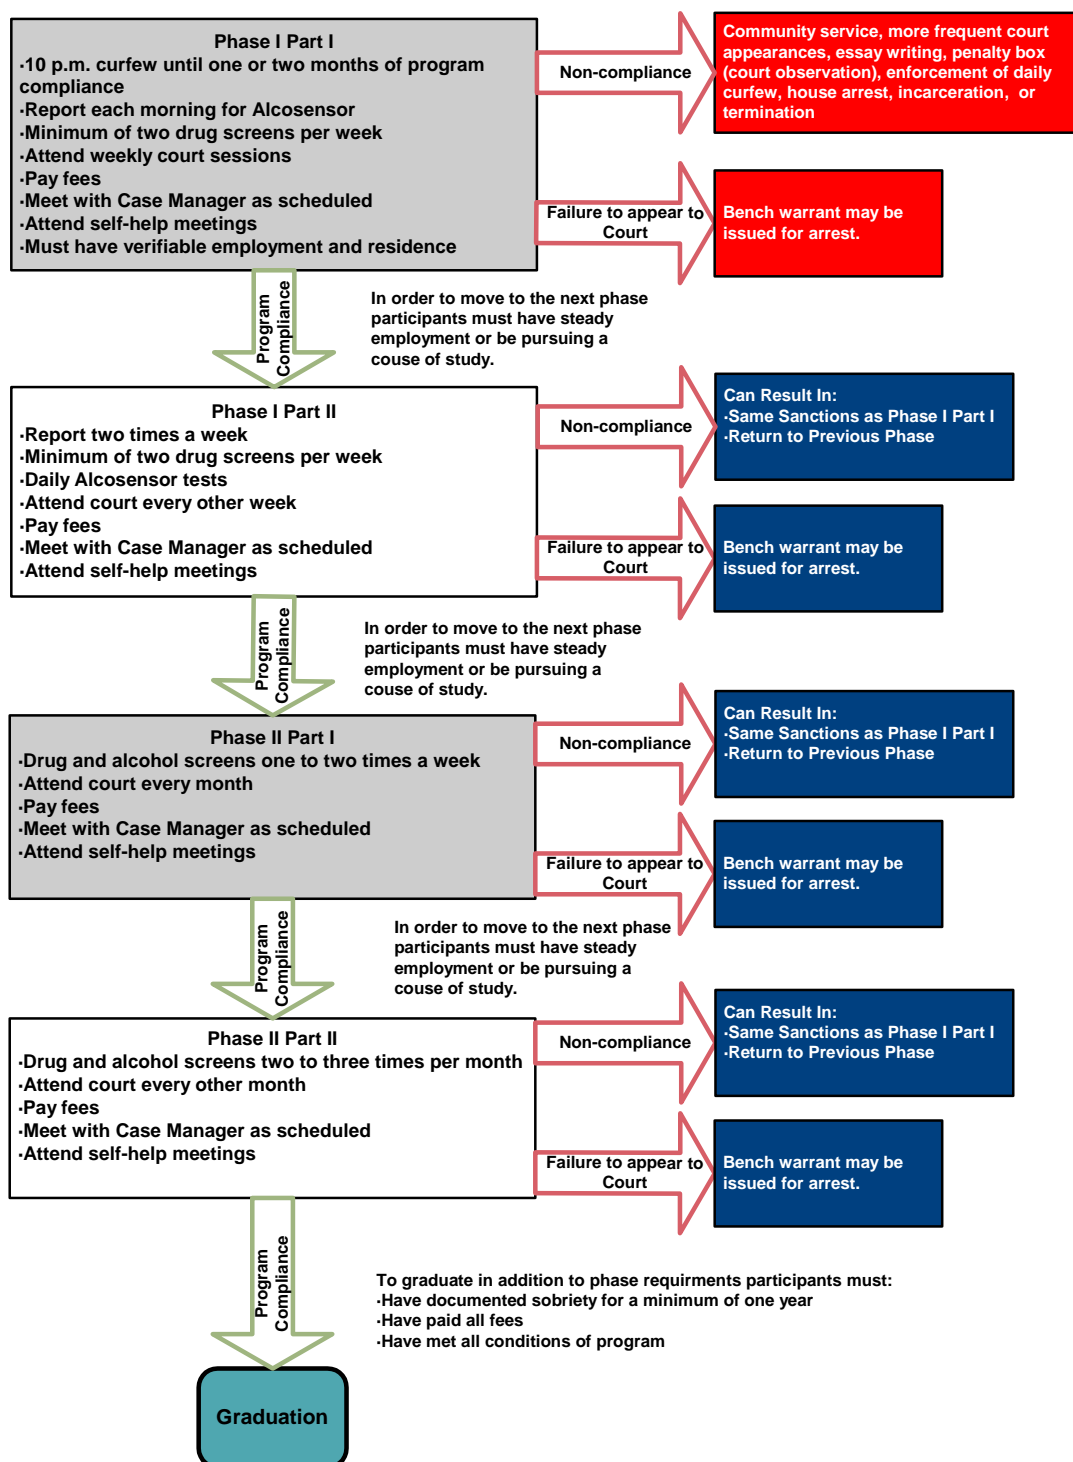 Phase I Part I
·10 p.m. curfew until one or two months of program
compliance
·Report each morning for Alcosensor
·Minimum of two drug screens per week
·Attend weekly court sessions
·Pay fees
·Meet with Case Manager as scheduled
·Attend self-help meetings
·Must have verifiable employment and residence
Non-compliance
Community service, more frequent court
appearances, essay writing, penalty box
(court observation), enforcement of daily
curfew, house arrest, incarceration, or
termination
Failure to appear to
Court
Bench warrant may be
issued for arrest.
Program
Compliance
In order to move to the next phase
participants must have steady
employment or be pursuing a
couse of study.
Phase I Part II
·Report two times a week
·Minimum of two drug screens per week
·Daily Alcosensor tests
·Attend court every other week
·Pay fees
·Meet with Case Manager as scheduled
·Attend self-help meetings
Non-compliance
Can Result In:
·Same Sanctions as Phase I Part I
·Return to Previous Phase
Failure to appear to
Court
Bench warrant may be
issued for arrest.
Program
Compliance
In order to move to the next phase
participants must have steady
employment or be pursuing a
couse of study.
Phase II Part I
·Drug and alcohol screens one to two times a week
·Attend court every month
·Pay fees
·Meet with Case Manager as scheduled
·Attend self-help meetings
Non-compliance
Can Result In:
·Same Sanctions as Phase I Part I
·Return to Previous Phase
Failure to appear to
Court
Bench warrant may be
issued for arrest.
Program
Compliance
In order to move to the next phase
participants must have steady
employment or be pursuing a
couse of study.
Phase II Part II
·Drug and alcohol screens two to three times per month
·Attend court every other month
·Pay fees
·Meet with Case Manager as scheduled
·Attend self-help meetings
Non-compliance
Can Result In:
·Same Sanctions as Phase I Part I
·Return to Previous Phase
Failure to appear to
Court
Bench warrant may be
issued for arrest.
Program
Compliance
To graduate in addition to phase requirments participants must:
·Have documented sobriety for a minimum of one year
·Have paid all fees
·Have met all conditions of program
Graduation